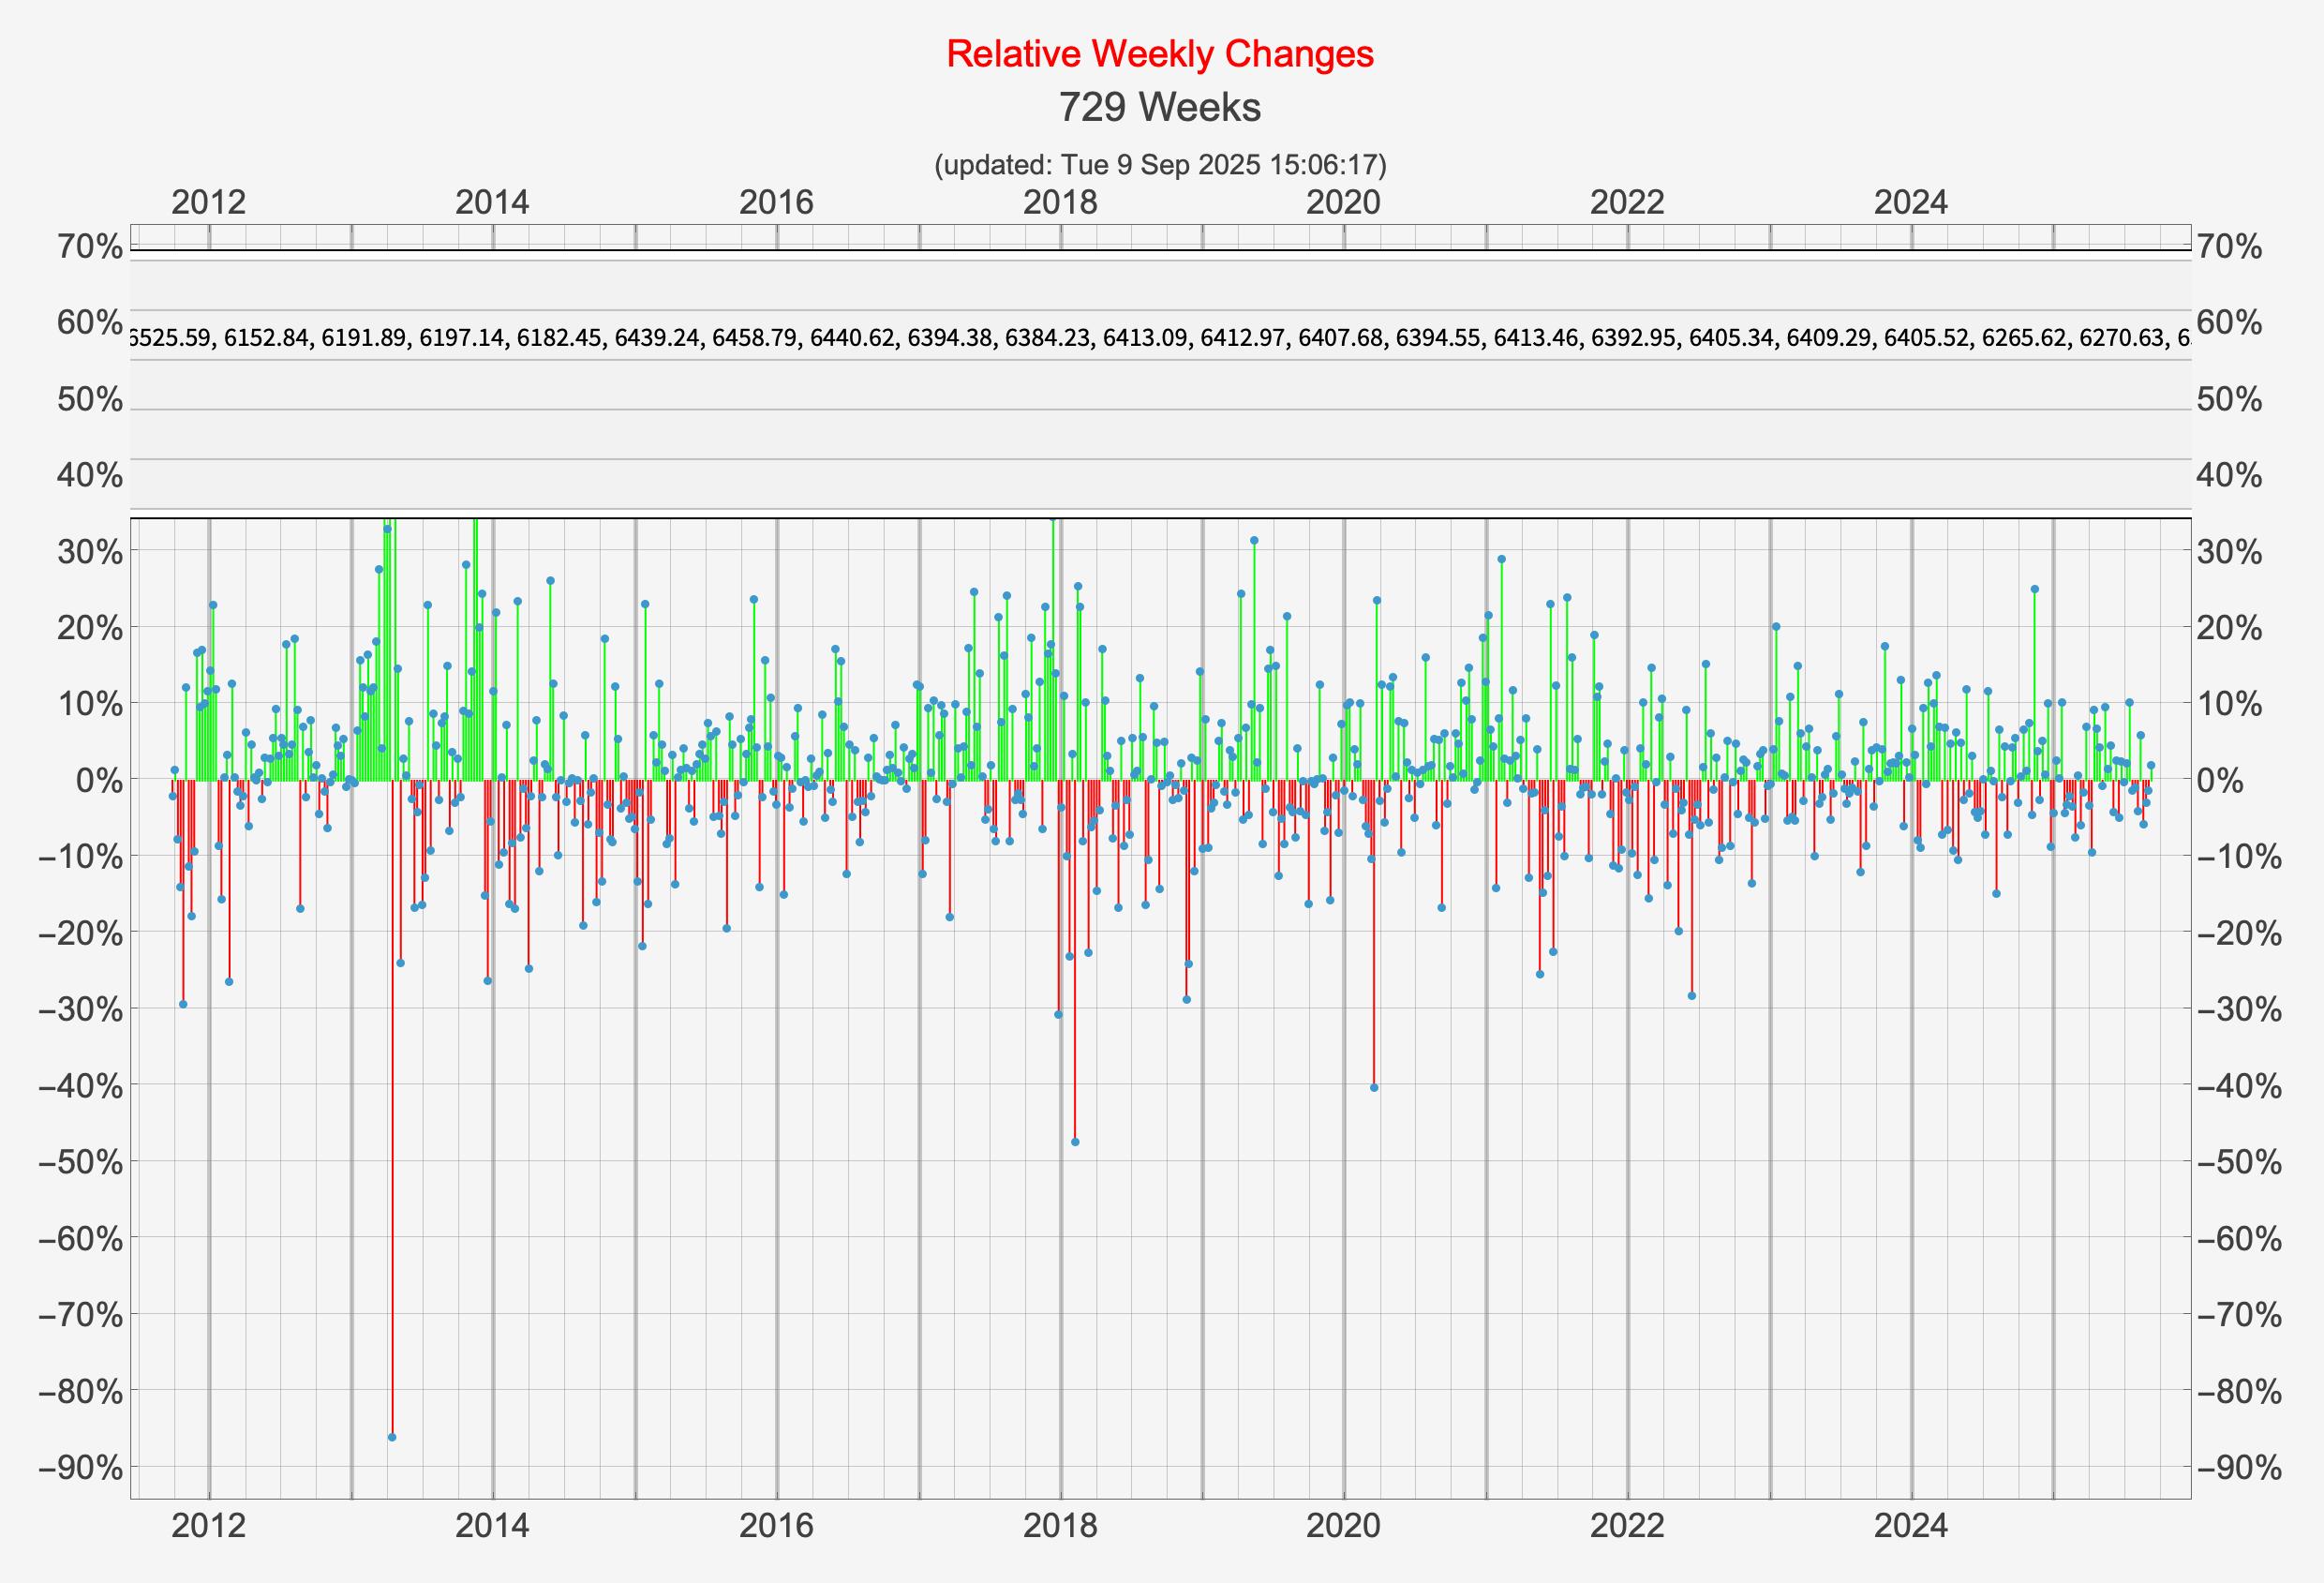 Relative Weekly Changes
729 Weeks
(updated: Tue 9 Sep 2025 15:06:17)
2012 2014 2016 2018 2020 2022 2024
70% 70%
60% 6525.59, 6152.84, 6191.89, 6197.14, 6182.45, 6439.24, 6458.79, 6440.62, 6394.38, 6384.23, 6413.09, 6412.97, 6407.68, 6394.55, 6413.46, 6392.95, 6405.34, 6409.29, 6405.52, 6265.62, 6270.63, 60%
50% 50%
40% 40%
30% 30%
20% 20%
10% 10%
0% 0%
−10% −10%
−20% −20%
−30% −30%
−40% −40%
−50% −50%
−60% −60%
−70% −70%
−80% −80%
−90% −90%
2012 2014 2016 2018 2020 2022 2024